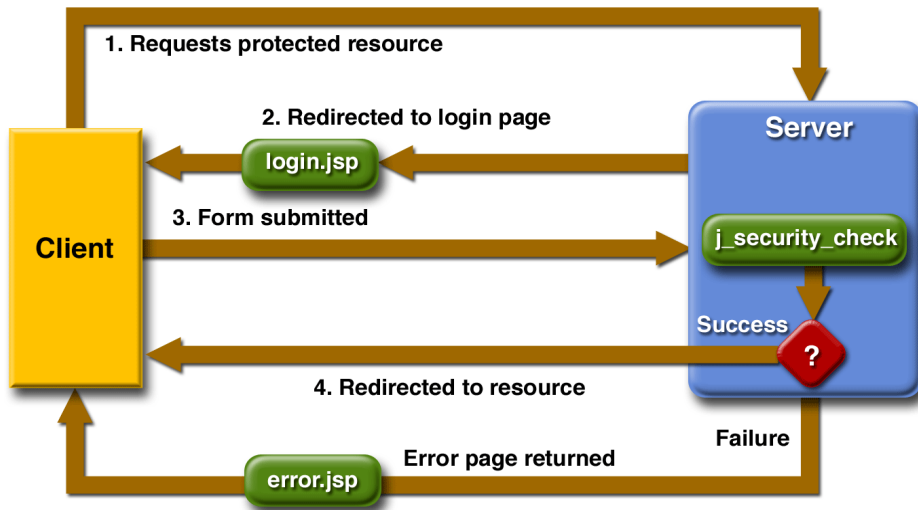 1. Requests protected resource
Server
2. Redirected to login page
login.jsp
3. Form submitted
Client
j_security_check
Success
?
4. Redirected to resource
Failure
Error page returned
error.jsp